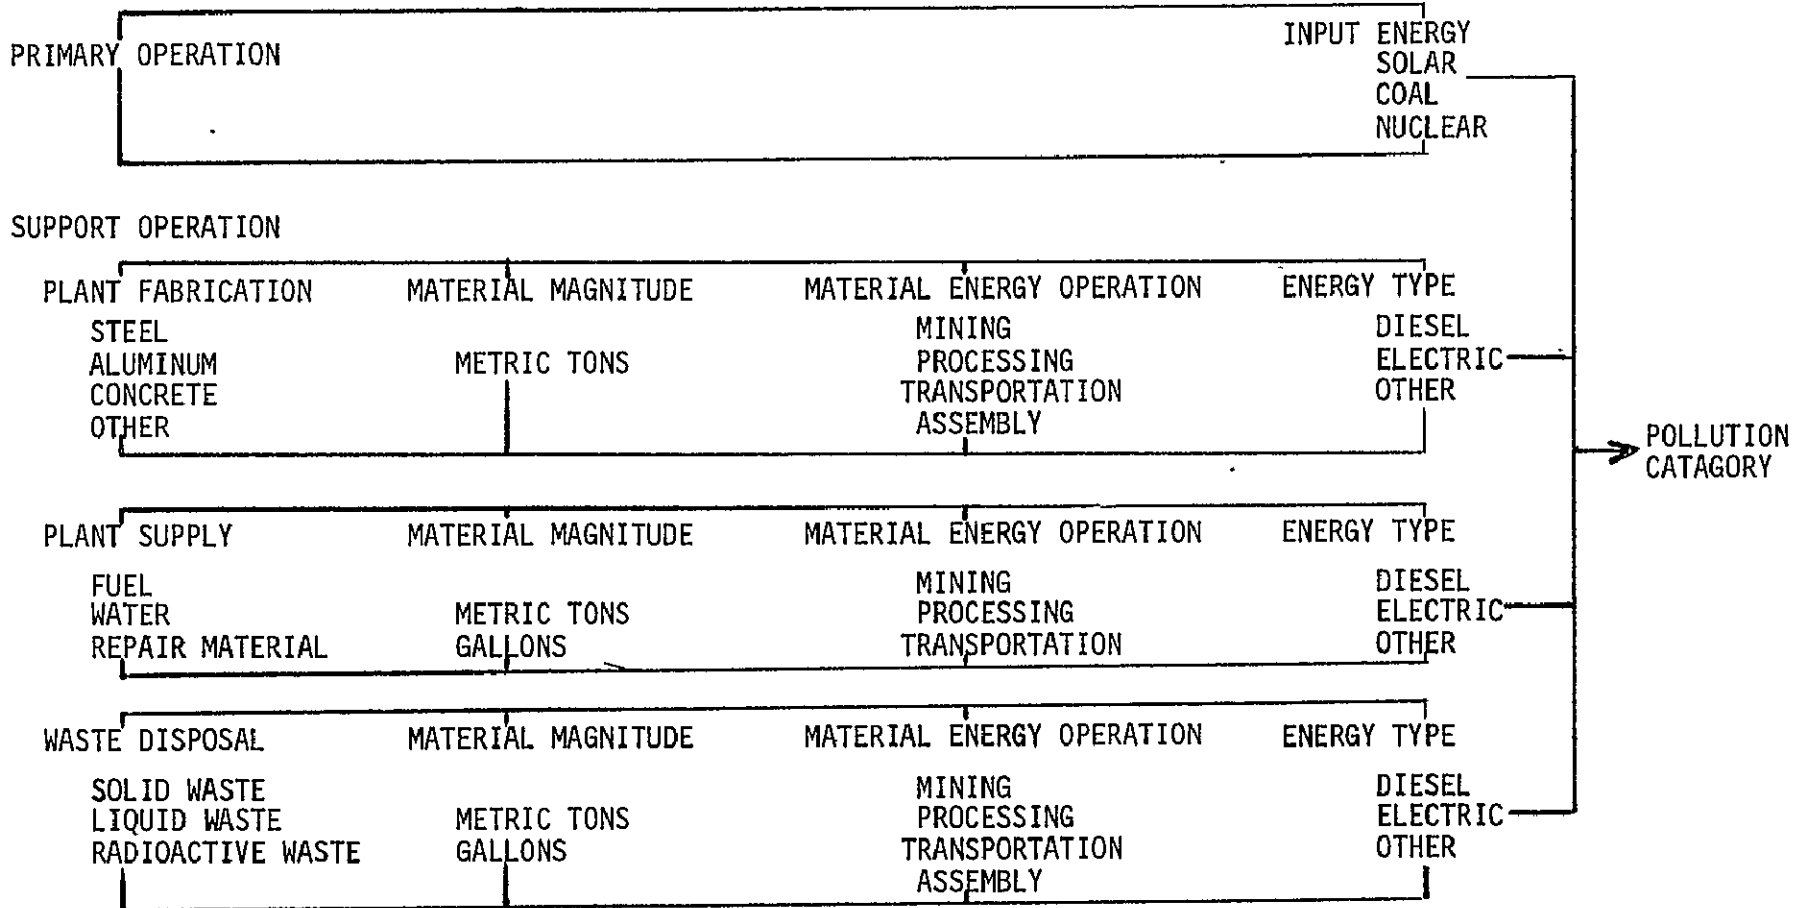 PRIMARY OPERATION
INPUT ENERGY
SOLAR
COAL
NUCLEAR
SUPPORT OPERATION
PLANT FABRICATION MATERIAL MAGNITUDE MATERIAL ENERGY OPERATION ENERGY TYPE
STEEL MINING DIESEL
ALUMINUM METRIC TONS PROCESSING ELECTRIC
CONCRETE TRANSPORTATION OTHER
OTHER ASSEMBLY
POLLUTION
CATAGORY
PLANT SUPPLY MATERIAL MAGNITUDE MATERIAL ENERGY OPERATION ENERGY TYPE
FUEL MINING DIESEL
WATER METRIC TONS PROCESSING ELECTRIC
REPAIR MATERIAL GALLONS TRANSPORTATION OTHER
WASTE DISPOSAL MATERIAL MAGNITUDE MATERIAL ENERGY OPERATION ENERGY TYPE
SOLID WASTE MINING DIESEL
LIQUID WASTE METRIC TONS PROCESSING ELECTRIC
RADIOACTIVE WASTE GALLONS TRANSPORTATION OTHER
ASSEMBLY